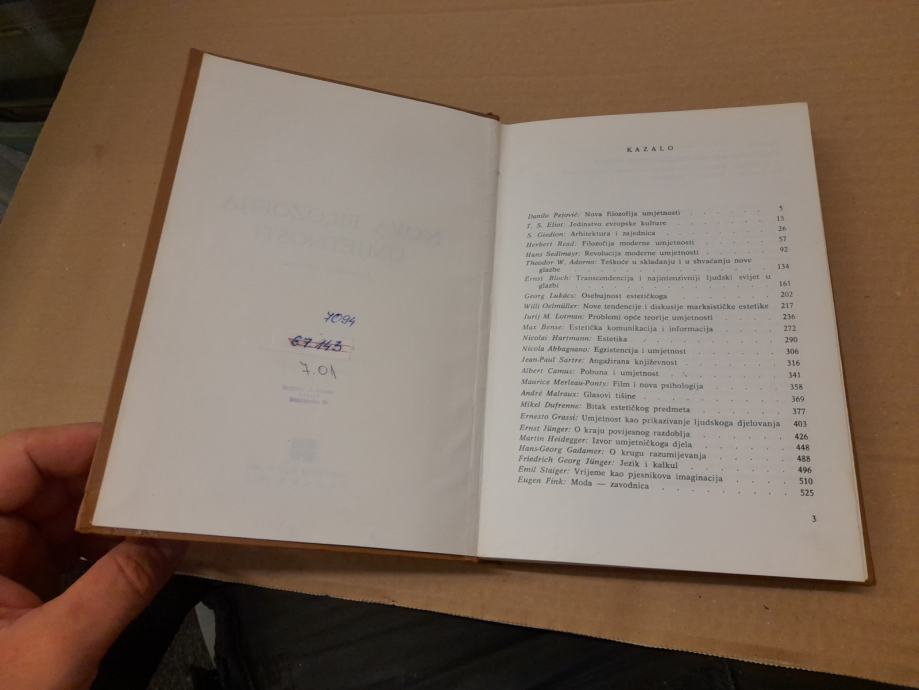 7094
67 143
7.01
KAZALO
Danilo Pejović: Nova filozofija umjetnosti . . . . . . 5
T. S. Eliot: Jedinstvo evropske kulture . . . . . . 15
S. Giedion: Arhitektura i zajednica . . . . . . 26
Herbert Read: Filozofija moderne umjetnosti . . . . . 57
Hans Sedlmayr: Revolucija moderne umjetnosti . . . . . 92
Theodor W. Adorno: Teškoće u skladanju i u shvaćanju nove
glazbe . . . . . . 134
Ernst Bloch: Transcendencija i najintenzivniji ljudski svijet u
glazbi . . . . . . 161
Georg Lukács: Osebujnost estetičkoga . . . . . . 202
Willi Oelmüller: Nove tendencije i diskusije marksističke estetike 217
Jurij M. Lotman: Problemi opće teorije umjetnosti . . . . 236
Max Bense: Estetička komunikacija i informacija . . . . 272
Nicolai Hartmann: Estetika . . . . . . 290
Nicola Abbagnano: Egzistencija i umjetnost . . . . . 306
Jean-Paul Sartre: Angažirana književnost . . . . . 316
Albert Camus: Pobuna i umjetnost . . . . . . 341
Maurice Merleau-Ponty: Film i nova psihologija . . . . 358
André Malraux: Glasovi tišine . . . . . . 369
Mikel Dufrenne: Bitak estetičkog predmeta . . . . . 377
Ernesto Grassi: Umjetnost kao prikazivanje ljudskoga djelovanja 403
Ernst Jünger: O kraju povijesnog razdoblja . . . . . 426
Martin Heidegger: Izvor umjetničkoga djela . . . . . 448
Hans-Georg Gadamer: O krugu razumijevanja . . . . . 488
Friedrich Georg Jünger: Jezik i kalkul . . . . . 496
Emil Staiger: Vrijeme kao pjesnikova imaginacija . . . . 510
Eugen Fink: Moda — zavodnica . . . . . . 525
3